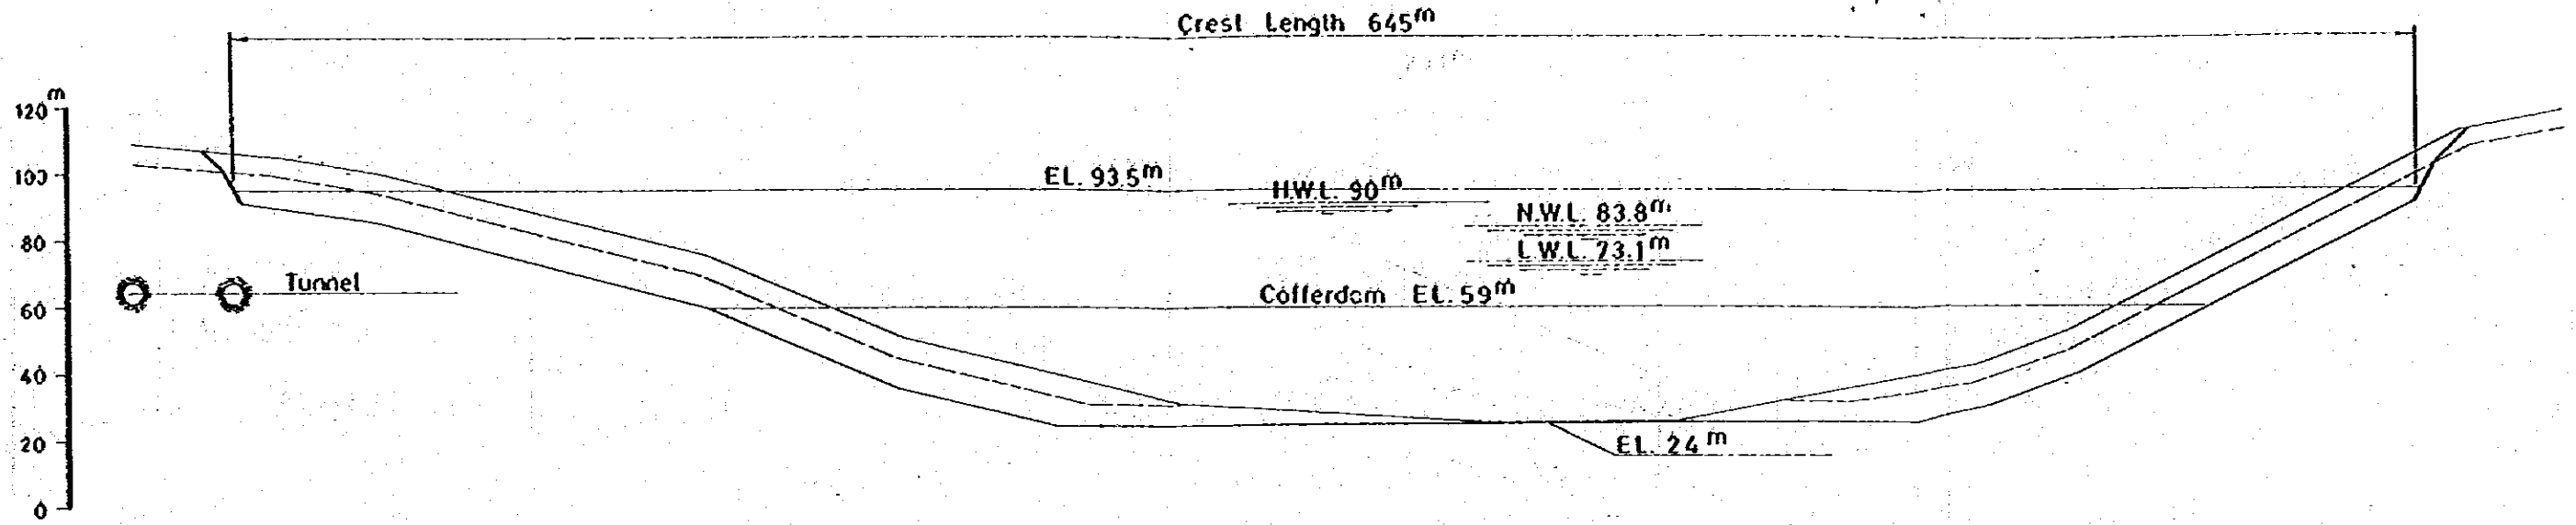 Crest Length 645m
120m
100
EL. 93.5m
H.W.L. 90m
N.W.L. 83.8m
80
L.W.L. 73.1m
Tunnel
Cofferdam EL. 59m
60
40
EL. 24m
20
0